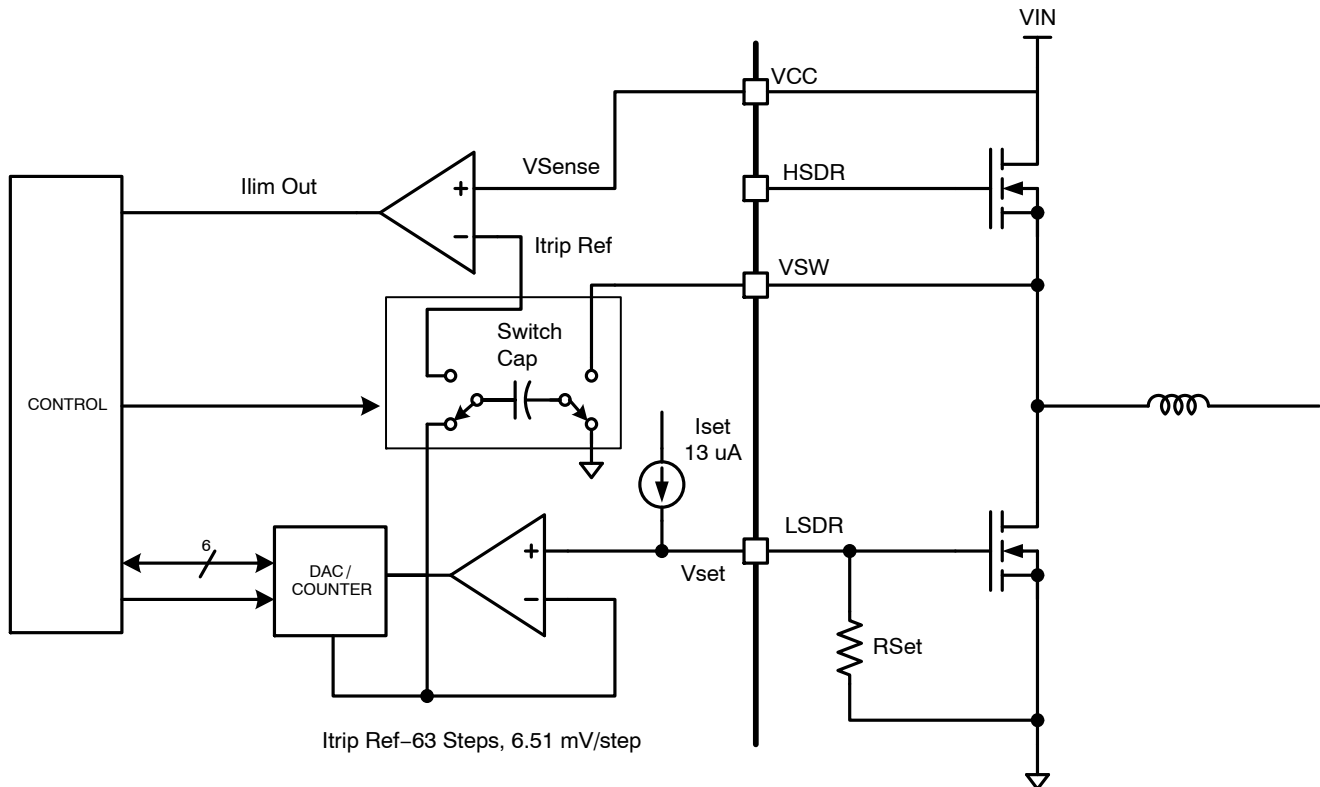 VIN
VCC
VSense
HSDR
Ilim Out
+
−
Itrip Ref
VSW
Switch
Cap
CONTROL
Iset
13 uA
LSDR
6
+
Vset
DAC /
COUNTER
−
RSet
Itrip Ref−63 Steps, 6.51 mV/step